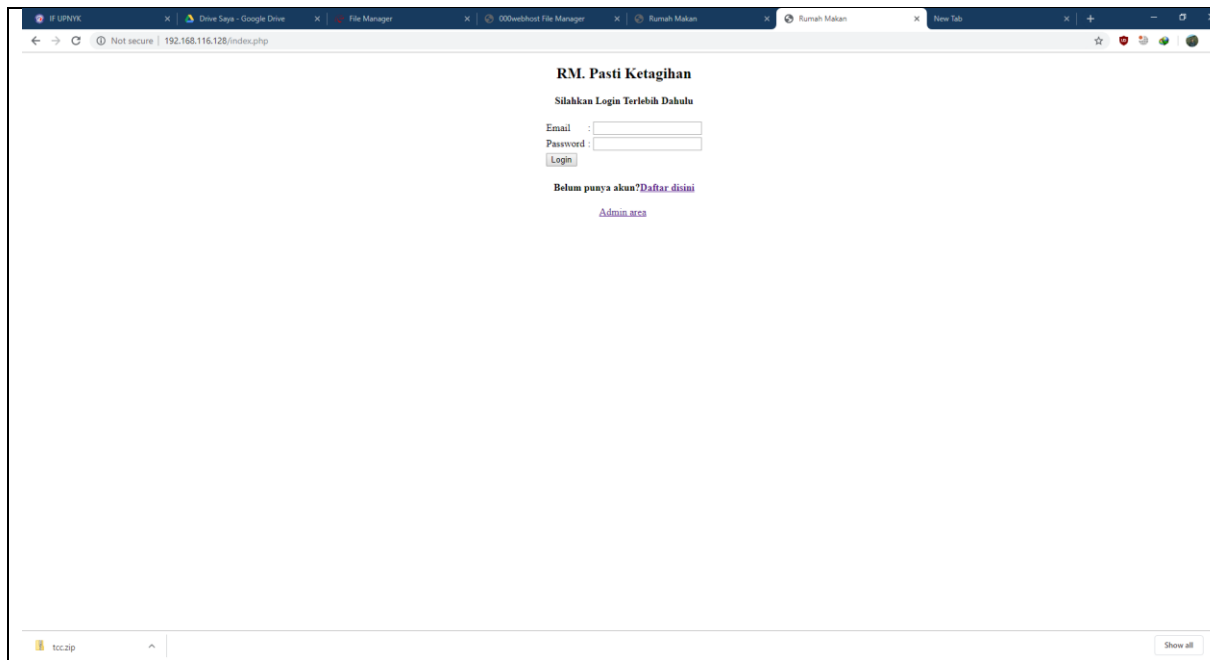 IF UPNYK
Drive Saya - Google Drive
File Manager
000webhost File Manager
Rumah Makan
Rumah Makan
New Tab
Not secure | 192.168.116.128/index.php
RM. Pasti Ketagihan
Silahkan Login Terlebih Dahulu
Email :
Password :
Login
Belum punya akun?Daftar disini
Admin area
tcc.zip
Show all